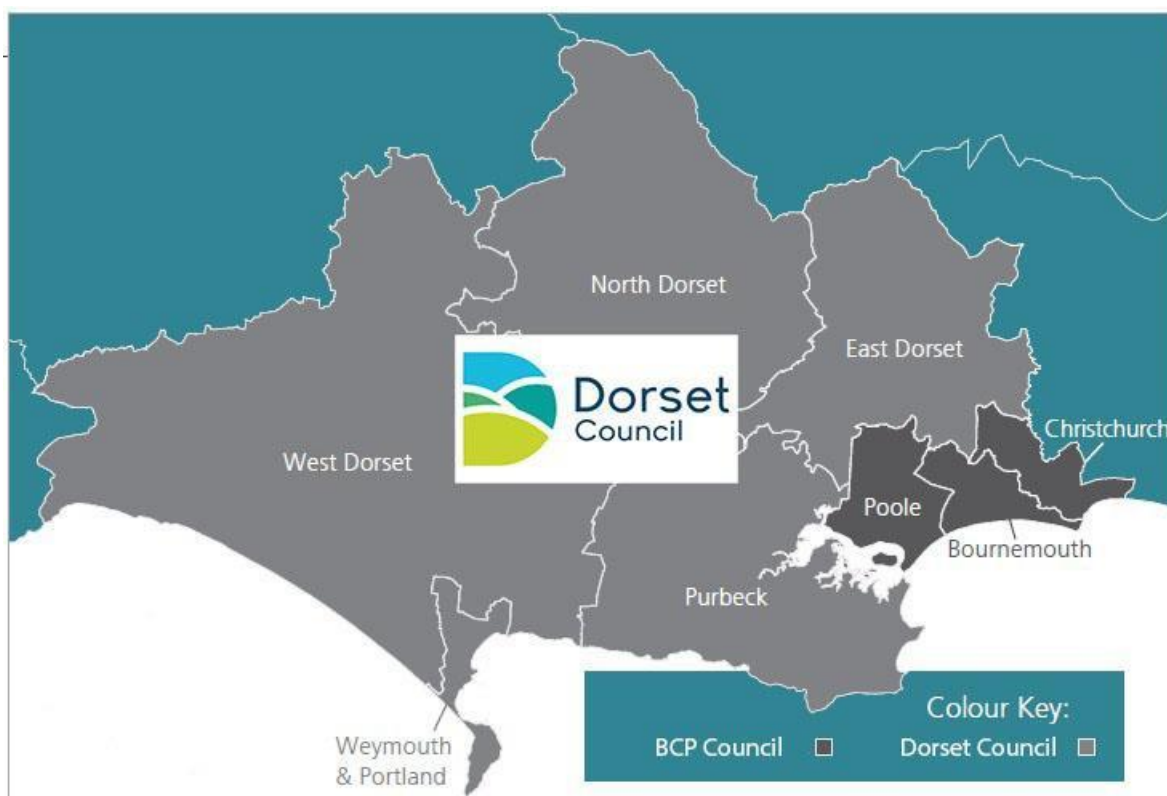 North Dorset
East Dorset
Dorset
Council
Christchurch
West Dorset
Poole
Bournemouth
Purbeck
Weymouth
& Portland
Colour Key:
BCP Council
Dorset Council